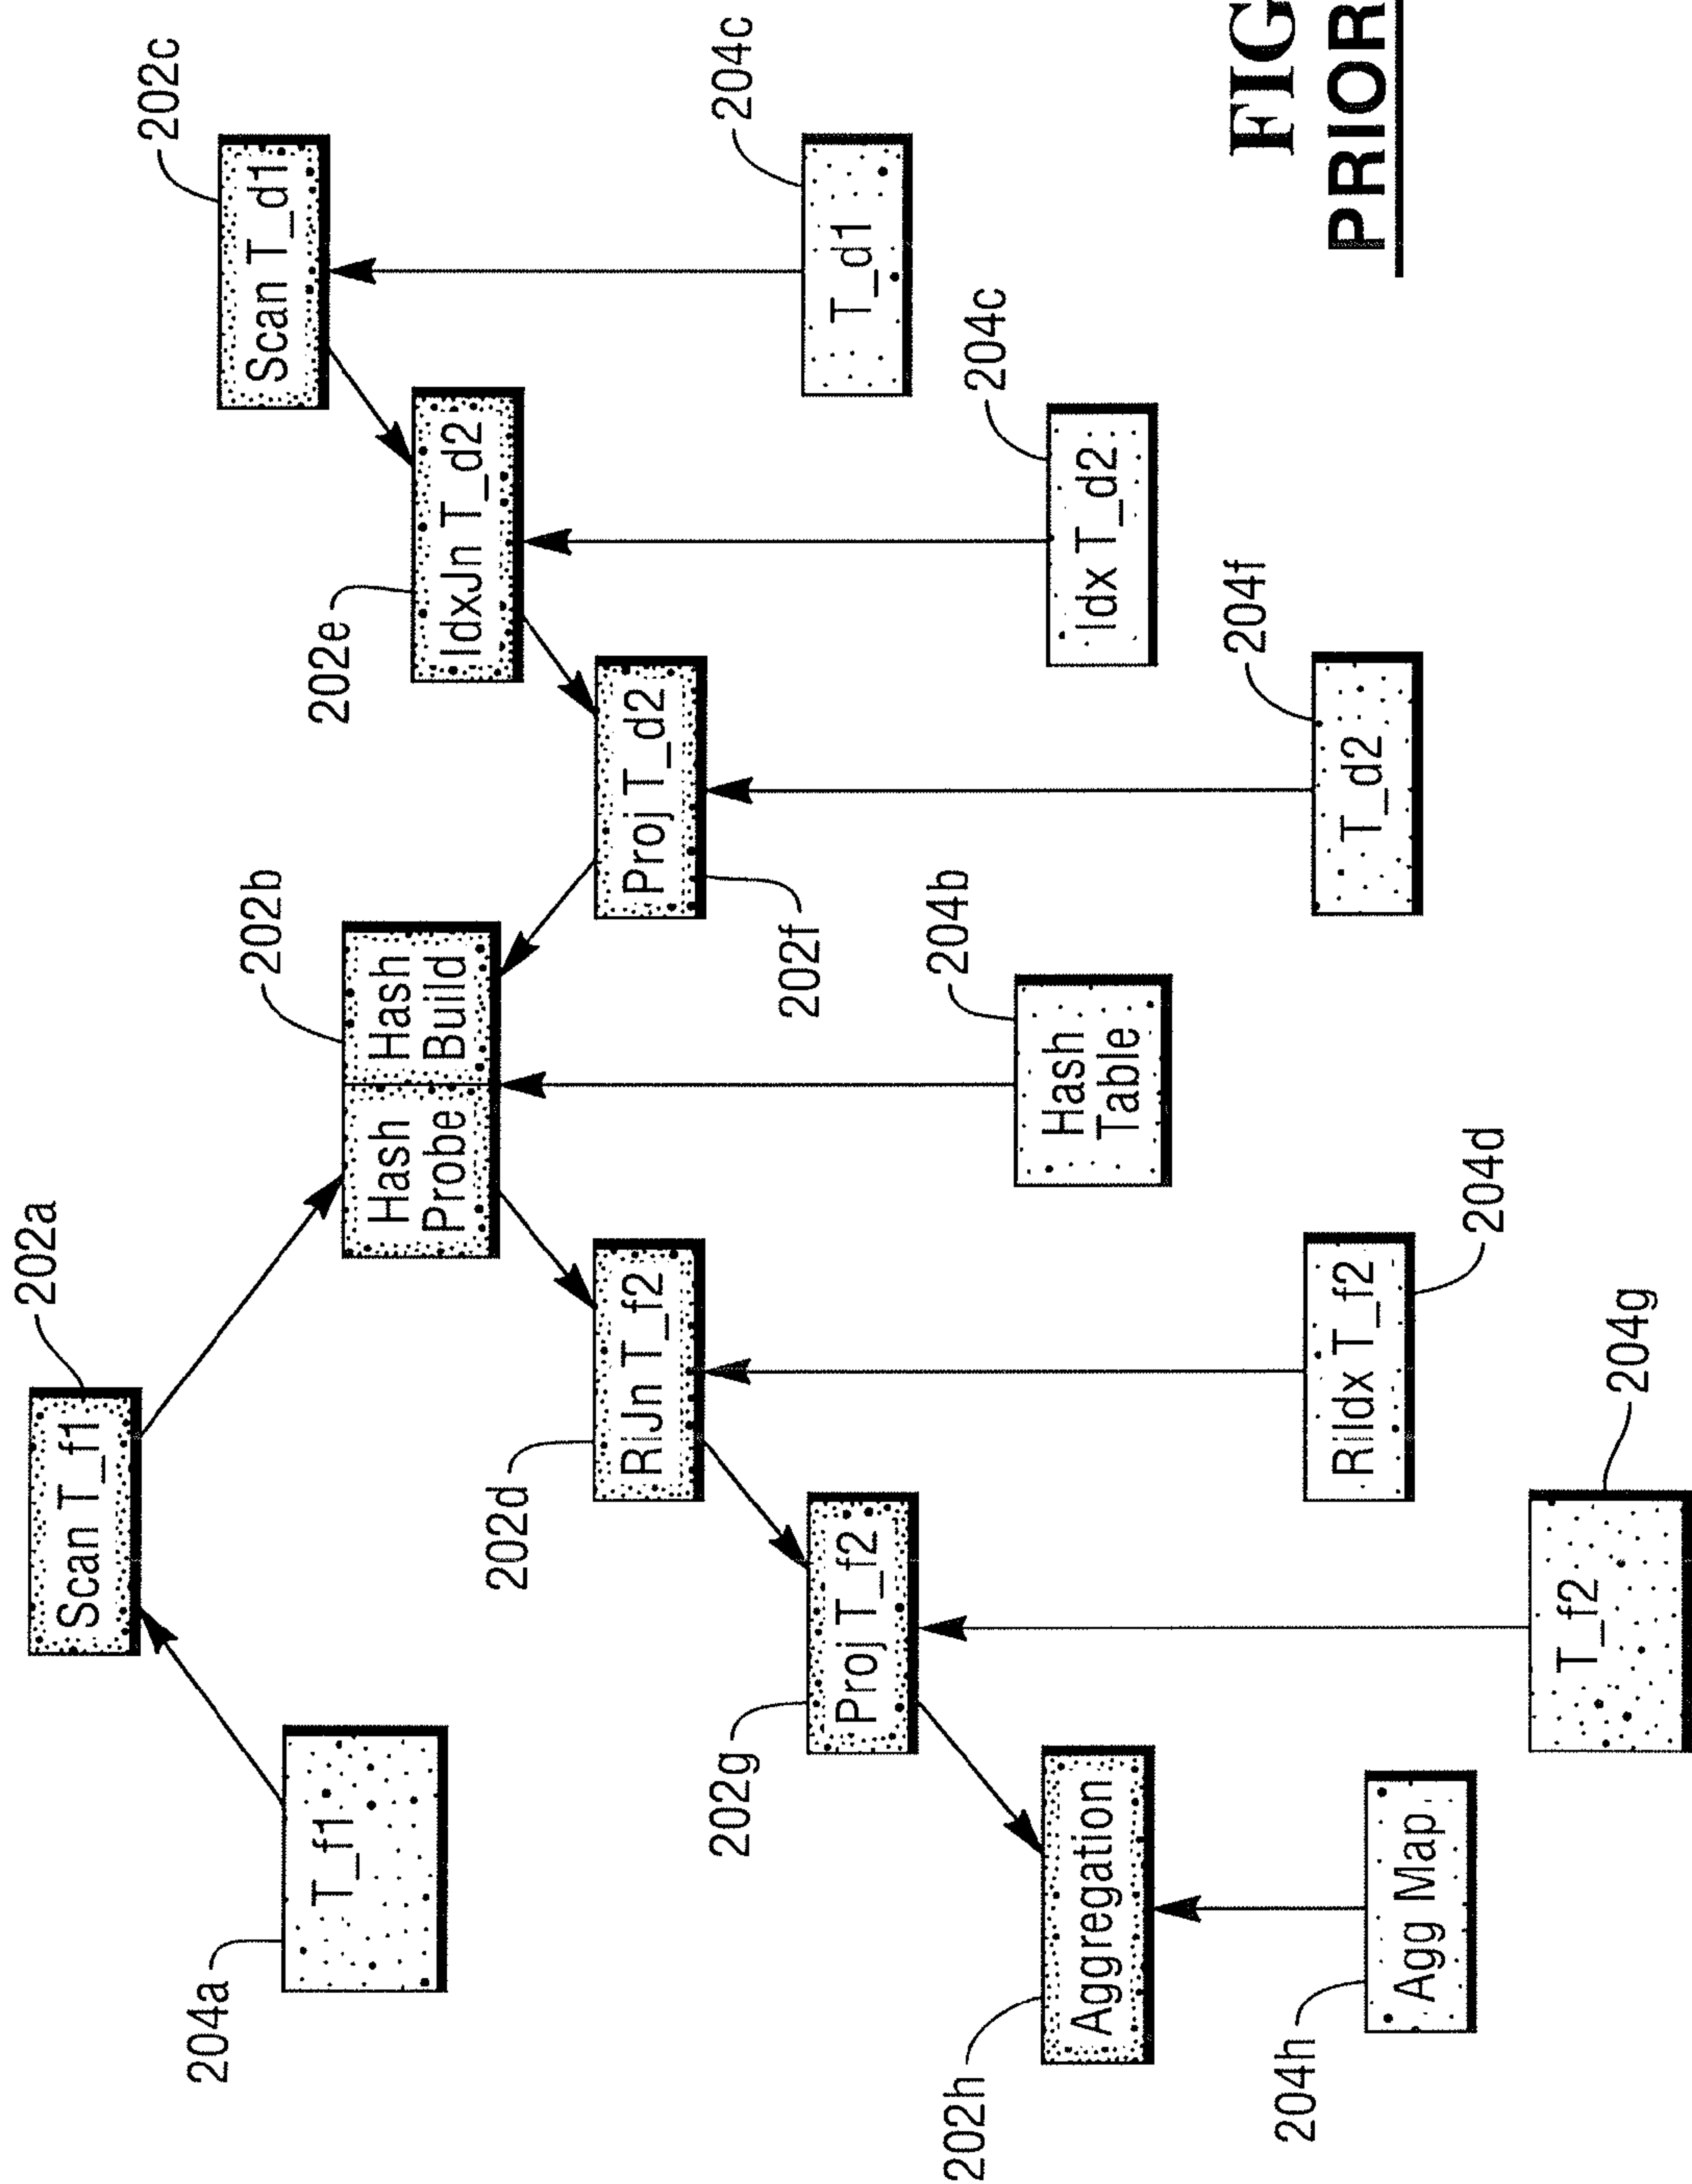 202a
Scan T_f1
202c
204a
202b
Scan T_d1
T_f1
202e
Hash
Probe
Hash
Build
IdxJn T_d2
202d
RiJn T_f2
Proj T_d2
202g
204c
202f
Proj T_f2
T_d1
204b
202h
204c
Hash
Table
Aggregation
Idx T_d2
204f
FIG
204h
RiIdx T_f2
T_d2
PRIOR
Agg Map
204d
T_f2
204g